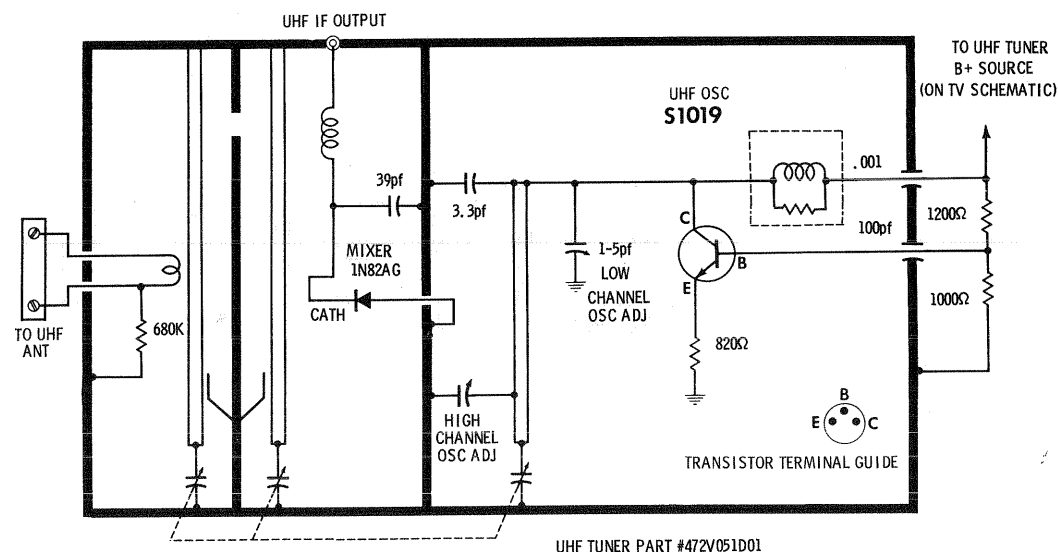 UHF IF OUTPUT
TO UHF TUNER
B+ SOURCE
(ON TV SCHEMATIC)
UHF OSC
S1019
.001
39pf
3.3pf
1200Ω
100pf
C
B
E
MIXER
1N82AG
1-5pf
LOW
CHANNEL
OSC ADJ
1000Ω
CATH
TO UHF
ANT
680K
820Ω
HIGH
CHANNEL
OSC ADJ
B
E
C
TRANSISTOR TERMINAL GUIDE
UHF TUNER PART #472V051D01